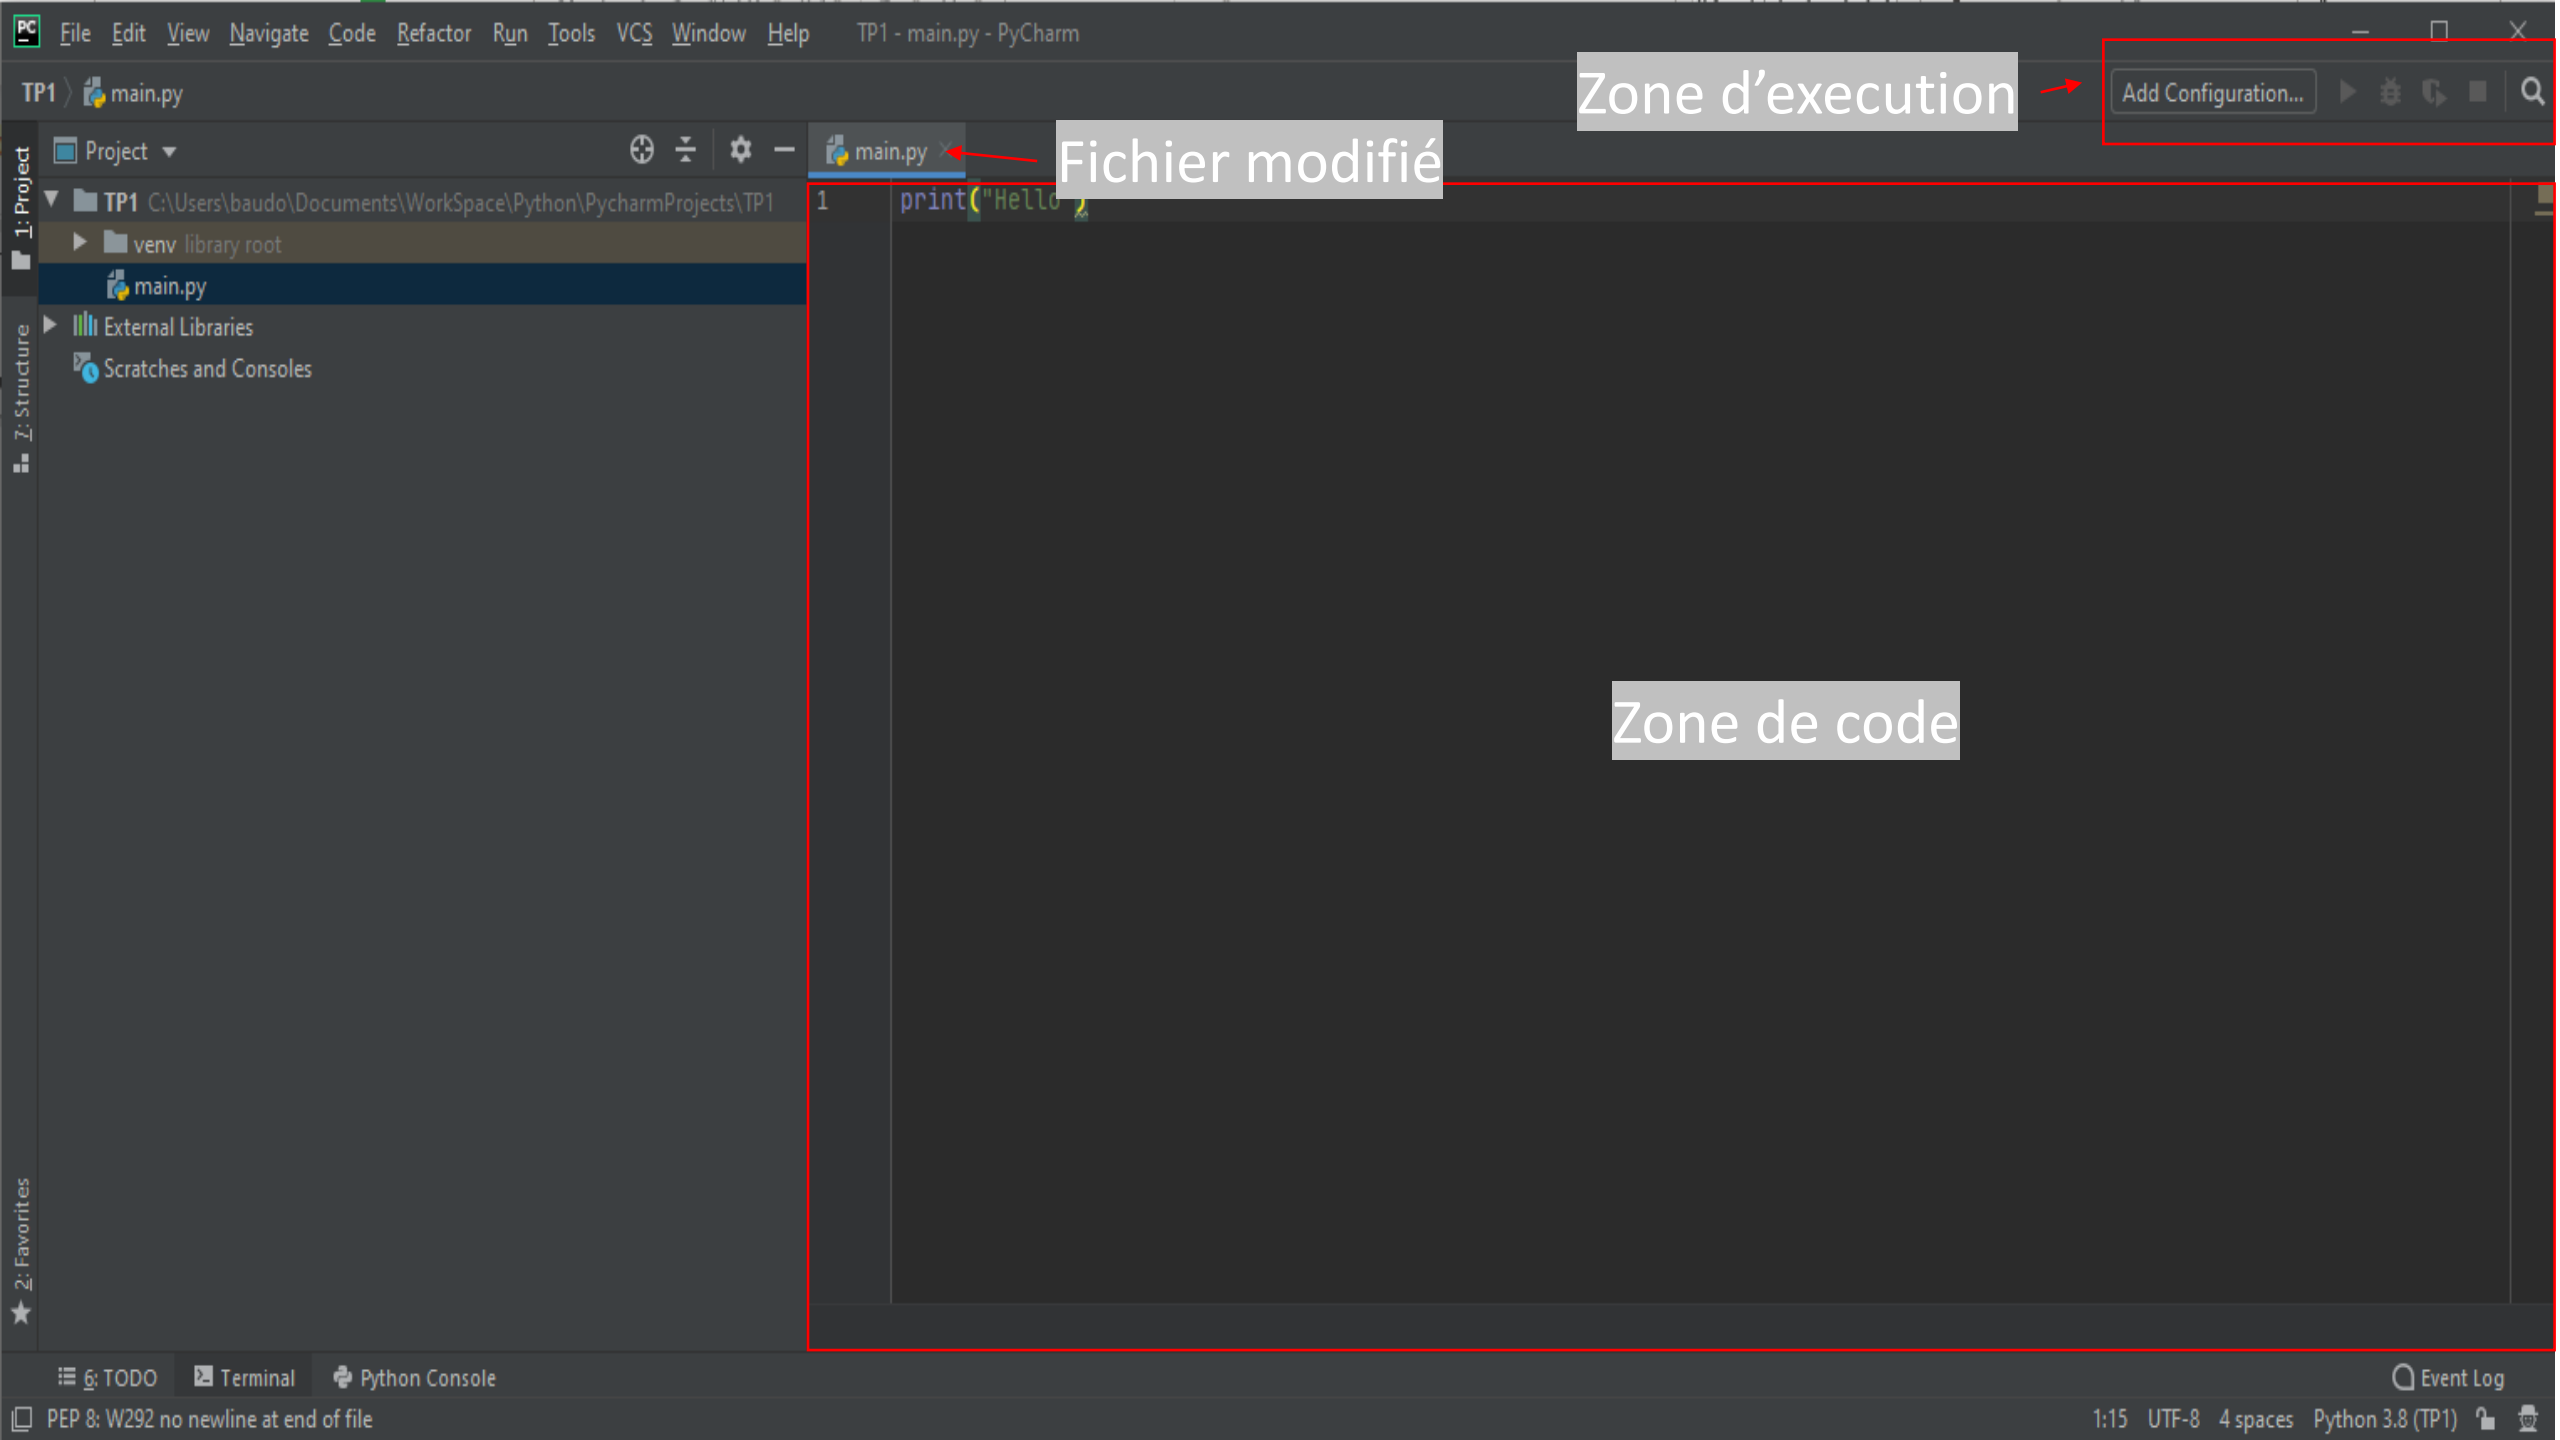 PC File Edit View Navigate Code Refactor Run Tools VCS Window Help TP1 - main.py - PyCharm
TP1 main.py
Zone d’execution
Add Configuration...
1: Project
Project
main.py
Fichier modifié
TP1 C:\Users\baudo\Documents\WorkSpace\Python\PycharmProjects\TP1
1 print("Hello )
venv library root
main.py
External Libraries
Scratches and Consoles
7: Structure
Zone de code
2: Favorites
6: TODO Terminal Python Console Event Log
PEP 8: W292 no newline at end of file 1:15 UTF-8 4 spaces Python 3.8 (TP1)